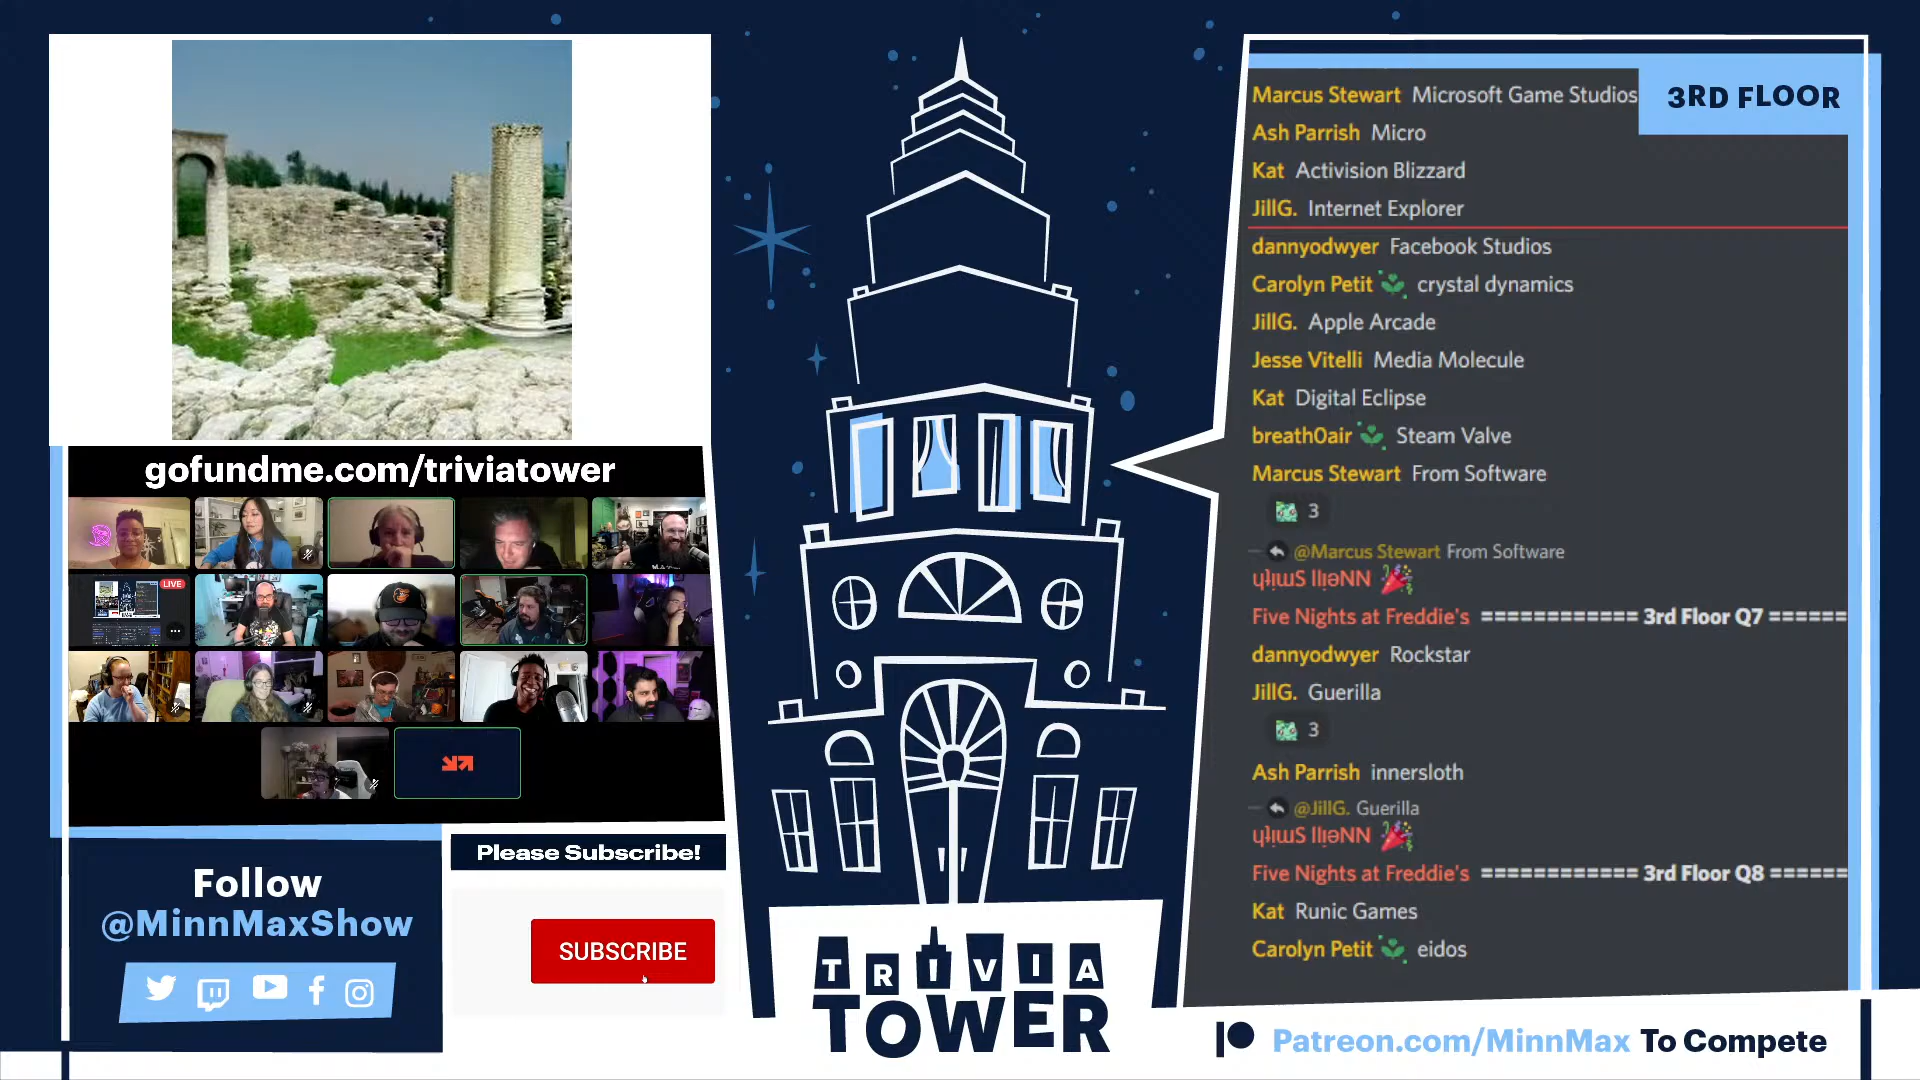 gofundme.com/triviatower
LIVE
Follow
@MinnMaxShow
Please Subscribe!
SUBSCRIBE
TRIVIA
TOWER
3RD FLOOR
Marcus Stewart Microsoft Game Studios
Ash Parrish Micro
Kat Activision Blizzard
JillG. Internet Explorer
dannyodwyer Facebook Studios
Carolyn Petit crystal dynamics
JillG. Apple Arcade
Jesse Vitelli Media Molecule
Kat Digital Eclipse
breath0air Steam Valve
Marcus Stewart From Software
3
@Marcus Stewart From Software
ɥʇᴉɯS llᴉǝNN
Five Nights at Freddie's ============ 3rd Floor Q7 ======
dannyodwyer Rockstar
JillG. Guerilla
3
Ash Parrish innersloth
@JillG. Guerilla
ɥʇᴉɯS llᴉǝNN
Five Nights at Freddie's ============ 3rd Floor Q8 ======
Kat Runic Games
Carolyn Petit eidos
Patreon.com/MinnMax To Compete